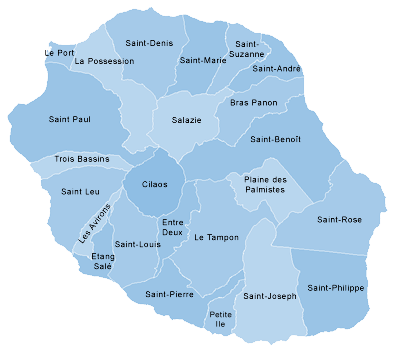 Saint-Denis
Le Port
La Possession
Saint-Marie
Saint-
Suzanne
Saint-André
Bras Panon
Saint Paul
Salazie
Saint-Benoît
Trois Bassins
Cilaos
Plaine des
Palmistes
Saint Leu
Les Avirons
Saint-Rose
Entre
Deux
Le Tampon
Saint-Louis
Etang
Salé
Saint-Pierre
Saint-Joseph
Saint-Philippe
Petite
Ile